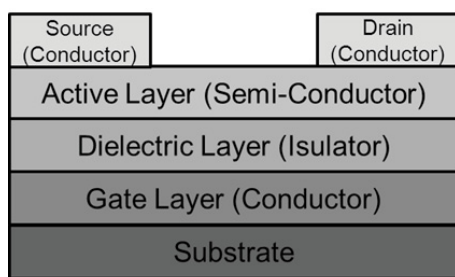 Source
(Conductor)
Drain
(Conductor)
Active Layer (Semi-Conductor)
Dielectric Layer (Isulator)
Gate Layer (Conductor)
Substrate